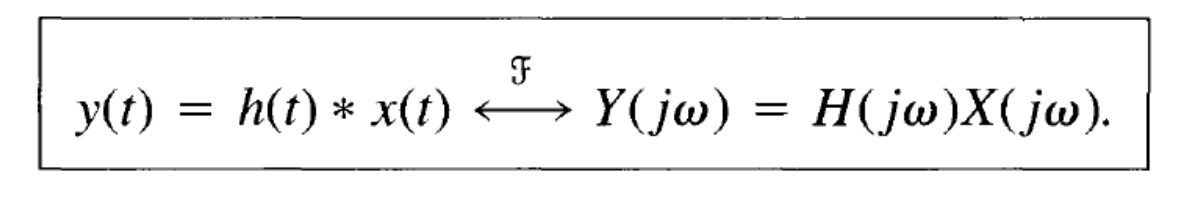 y(t) = h(t) * x(t) ⟷^ℱ Y(jω) = H(jω)X(jω).